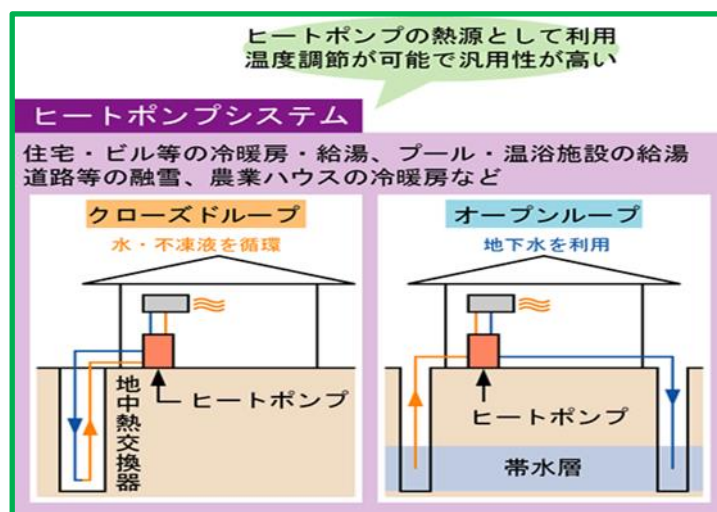 ヒートポンプの熱源として利用
温度調節が可能で汎用性が高い
ヒートポンプシステム
住宅・ビル等の冷暖房・給湯、プール・温浴施設の給湯
道路等の融雪、農業ハウスの冷暖房など
クローズドループ
水・不凍液を循環
地中熱交換器
ヒートポンプ
オープンループ
地下水を利用
ヒートポンプ
帯水層